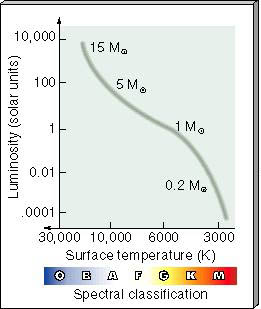 10,000
15 M⊙
100
5 M⊙
1
1 M⊙
0.01
0.2 M⊙
.0001
Luminosity (solar units)
30,000 10,000 6000 3000
Surface temperature (K)
O B A F G K M
Spectral classification